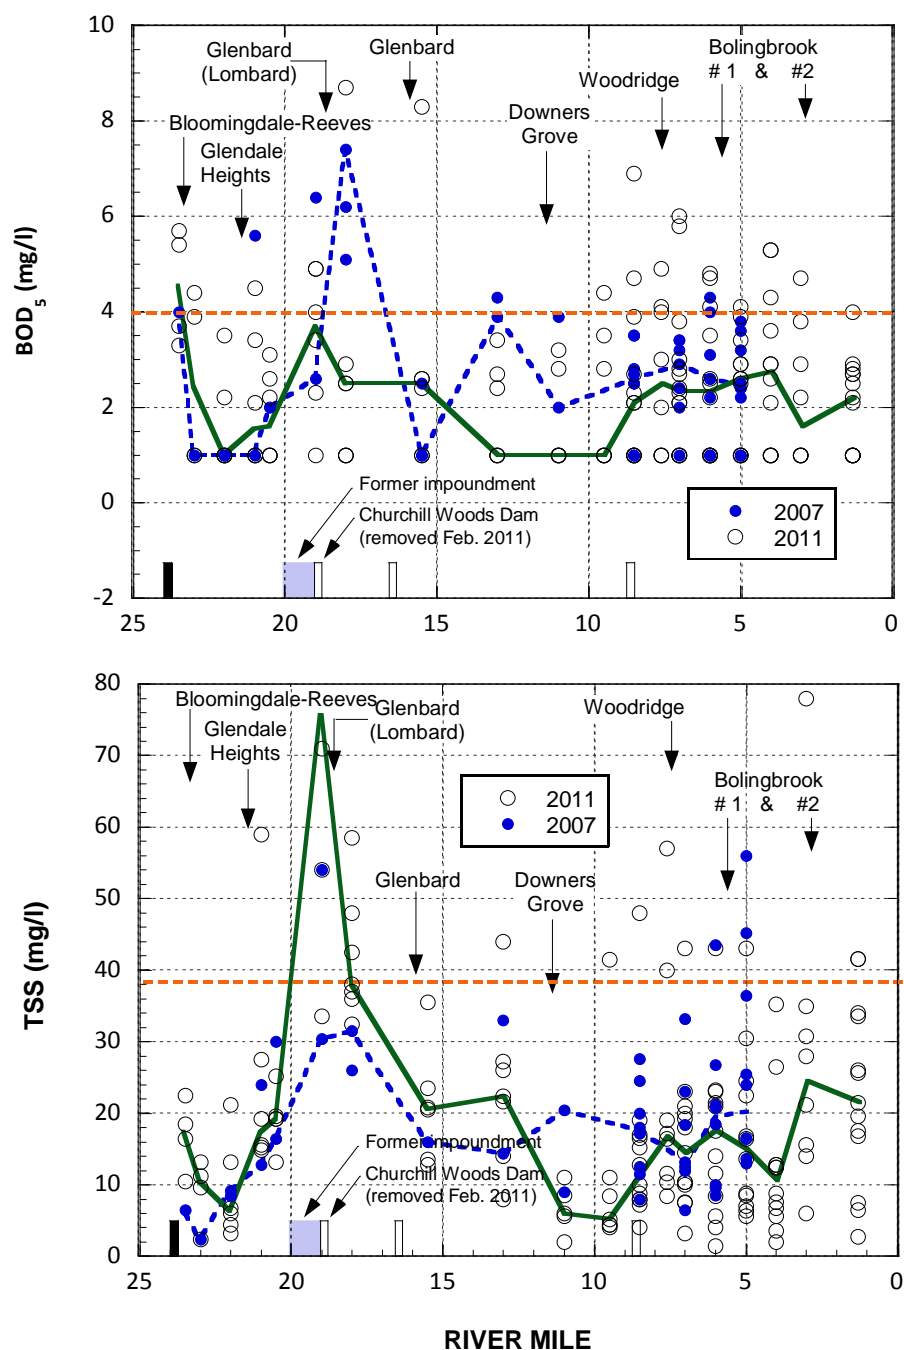 10
8
6
4
2
0
-2
BOD5 (mg/l)
Glenbard
(Lombard)
Glenbard
Bolingbrook
# 1 & #2
Woodridge
Downers
Grove
Bloomingdale-Reeves
Glendale
Heights
Former impoundment
Churchill Woods Dam
(removed Feb. 2011)
2007
2011
25 20 15 10 5 0
80
70
60
50
40
30
20
10
0
TSS (mg/l)
Bloomingdale-Reeves
Glendale
Heights
Glenbard
(Lombard)
Woodridge
Bolingbrook
# 1 & #2
2011
2007
Glenbard
Downers
Grove
Former impoundment
Churchill Woods Dam
(removed Feb. 2011)
25 20 15 10 5 0
RIVER MILE